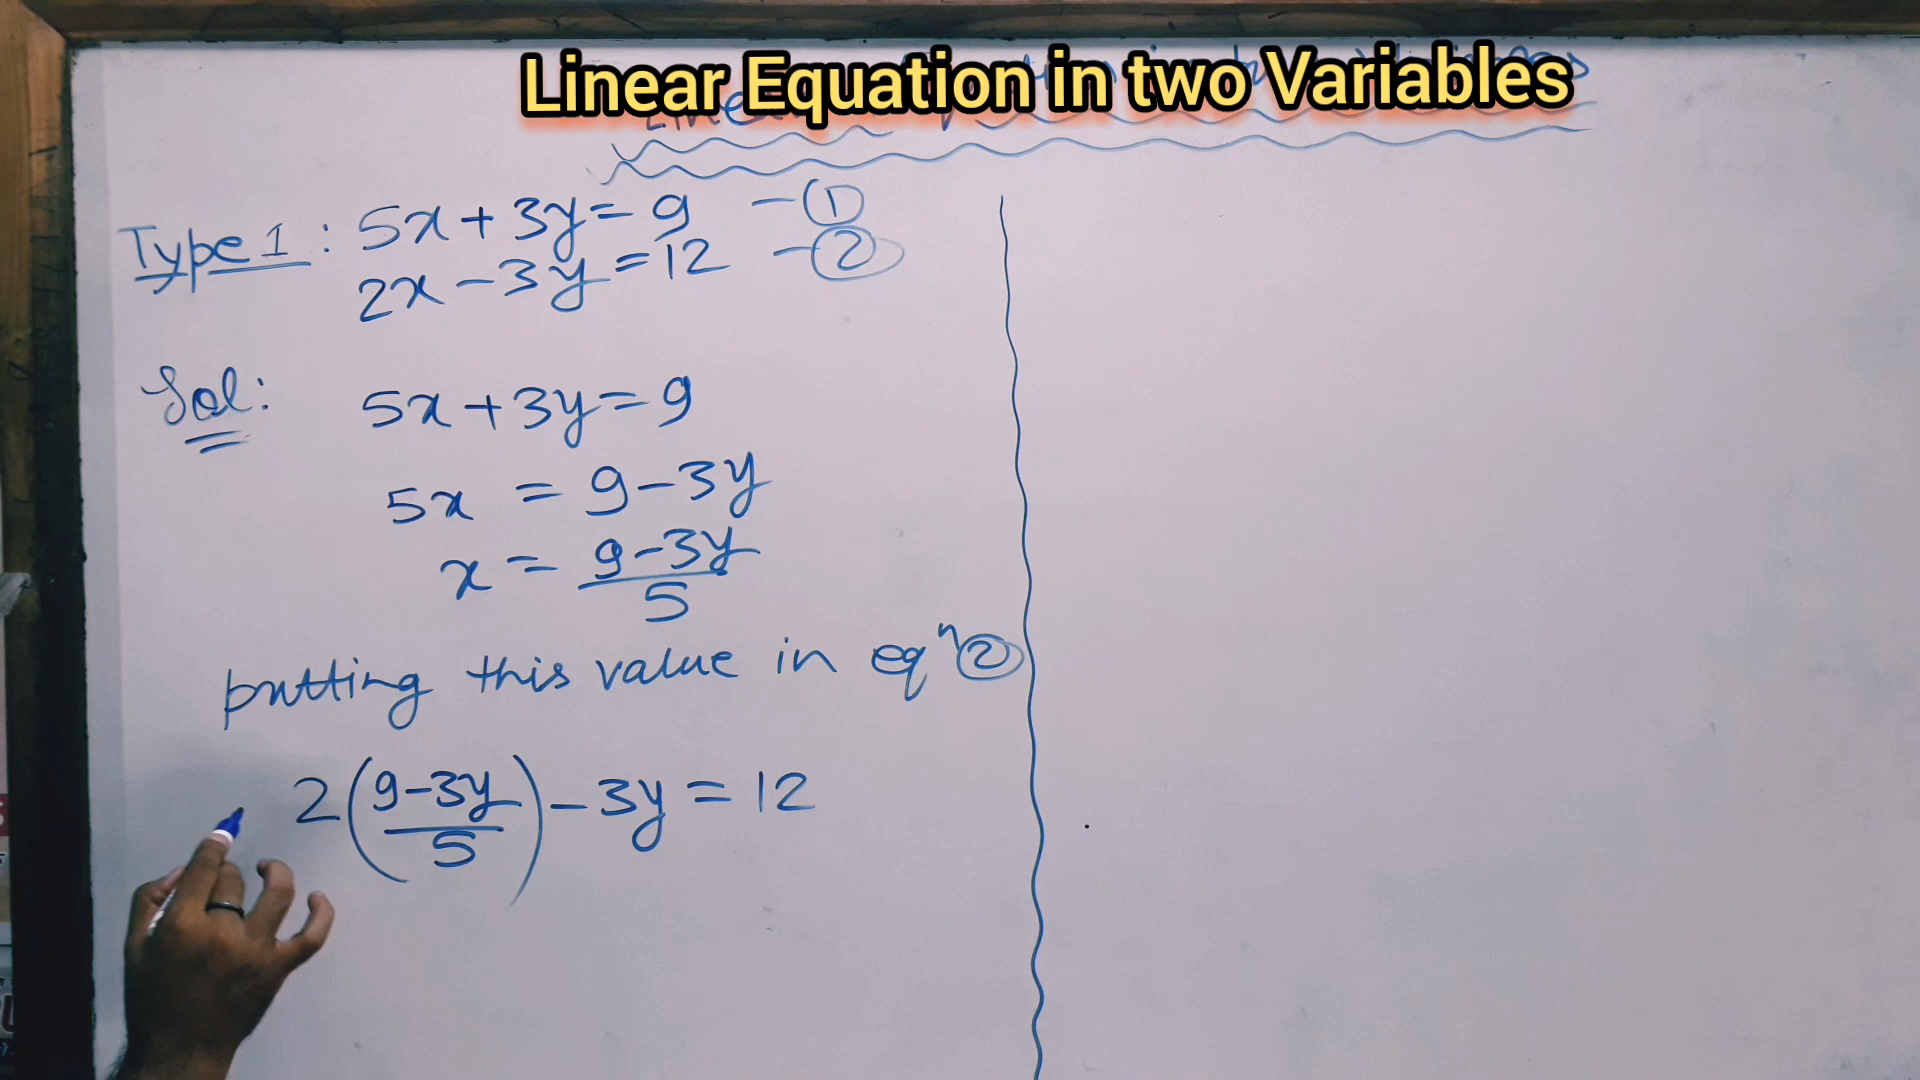 Linear Equation in two Variables
Type 1 : 5x + 3y = 9 - ①
2x - 3y = 12 - ②
Sol: 5x + 3y = 9
5x = 9 - 3y
x = (9 - 3y)/5
putting this value in eqⁿ ②
2((9 - 3y)/5) - 3y = 12